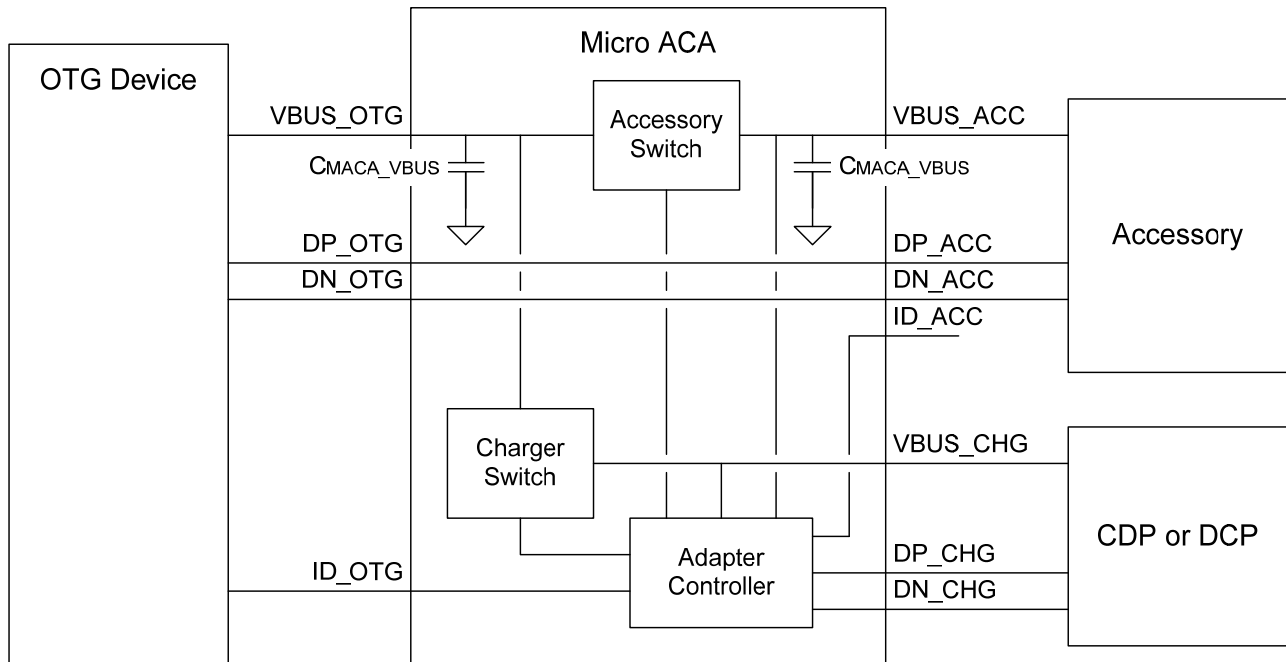 Micro ACA
OTG Device
VBUS_OTG
Accessory
Switch
VBUS_ACC
CMACA_VBUS
CMACA_VBUS
Accessory
DP_OTG
DP_ACC
DN_OTG
DN_ACC
ID_ACC
Charger
Switch
VBUS_CHG
CDP or DCP
Adapter
Controller
ID_OTG
DP_CHG
DN_CHG